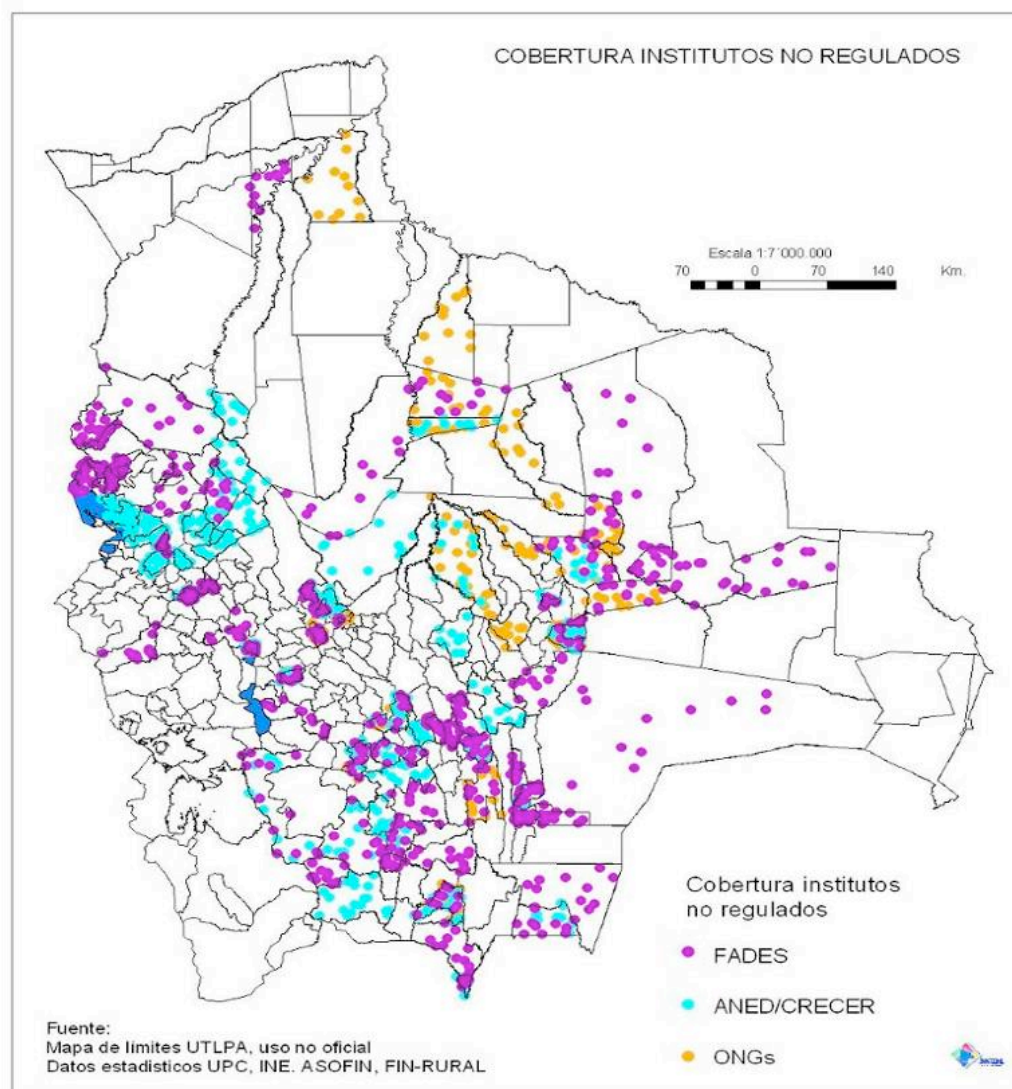 COBERTURA INSTITUTOS NO REGULADOS
Escala 1:7´000.000
70 0 70 140 Km.
Cobertura institutos
no regulados
FADES
ANED/CRECER
ONGs
Fuente:
Mapa de límites UTLPA, uso no oficial
Datos estadisticos UPC, INE. ASOFIN, FIN-RURAL